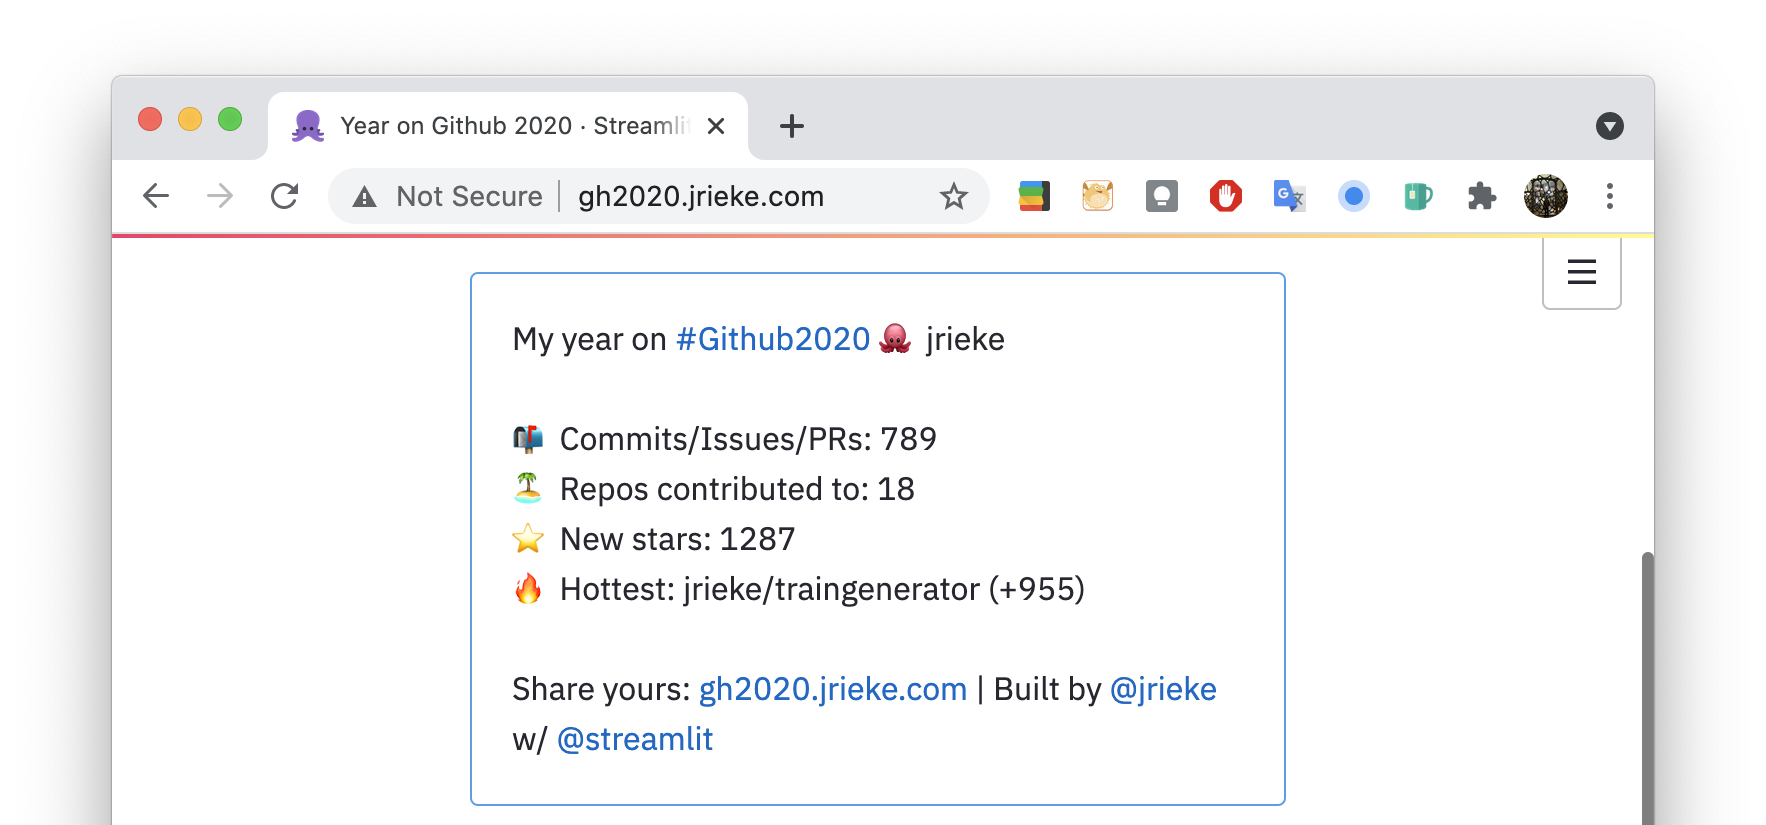 Year on Github 2020 · Streamlit
Not Secure | gh2020.jrieke.com
My year on #Github2020 🐙 jrieke
📬 Commits/Issues/PRs: 789
🏝️ Repos contributed to: 18
⭐ New stars: 1287
🔥 Hottest: jrieke/traingenerator (+955)
Share yours: gh2020.jrieke.com | Built by @jrieke
w/ @streamlit